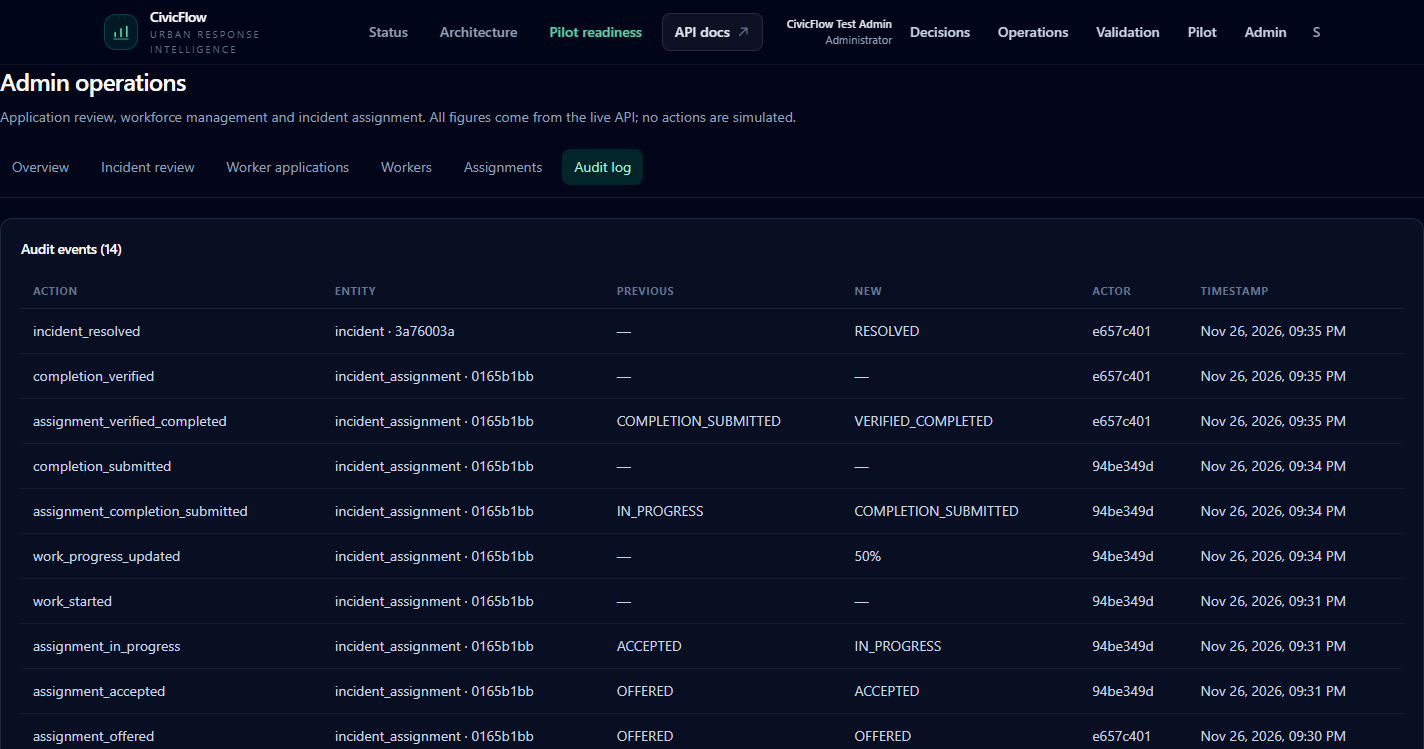 CivicFlow
URBAN RESPONSE
INTELLIGENCE
Status
Architecture
Pilot readiness
API docs ↗
CivicFlow Test Admin
Administrator
Decisions
Operations
Validation
Pilot
Admin
S
Admin operations
Application review, workforce management and incident assignment. All figures come from the live API; no actions are simulated.
Overview
Incident review
Worker applications
Workers
Assignments
Audit log
Audit events (14)
ACTION ENTITY PREVIOUS NEW ACTOR TIMESTAMP
incident_resolved incident · 3a76003a — RESOLVED e657c401 Nov 26, 2026, 09:35 PM
completion_verified incident_assignment · 0165b1bb — — e657c401 Nov 26, 2026, 09:35 PM
assignment_verified_completed incident_assignment · 0165b1bb COMPLETION_SUBMITTED VERIFIED_COMPLETED e657c401 Nov 26, 2026, 09:35 PM
completion_submitted incident_assignment · 0165b1bb — — 94be349d Nov 26, 2026, 09:34 PM
assignment_completion_submitted incident_assignment · 0165b1bb IN_PROGRESS COMPLETION_SUBMITTED 94be349d Nov 26, 2026, 09:34 PM
work_progress_updated incident_assignment · 0165b1bb — 50% 94be349d Nov 26, 2026, 09:34 PM
work_started incident_assignment · 0165b1bb — — 94be349d Nov 26, 2026, 09:31 PM
assignment_in_progress incident_assignment · 0165b1bb ACCEPTED IN_PROGRESS 94be349d Nov 26, 2026, 09:31 PM
assignment_accepted incident_assignment · 0165b1bb OFFERED ACCEPTED 94be349d Nov 26, 2026, 09:31 PM
assignment_offered incident_assignment · 0165b1bb OFFERED OFFERED e657c401 Nov 26, 2026, 09:30 PM